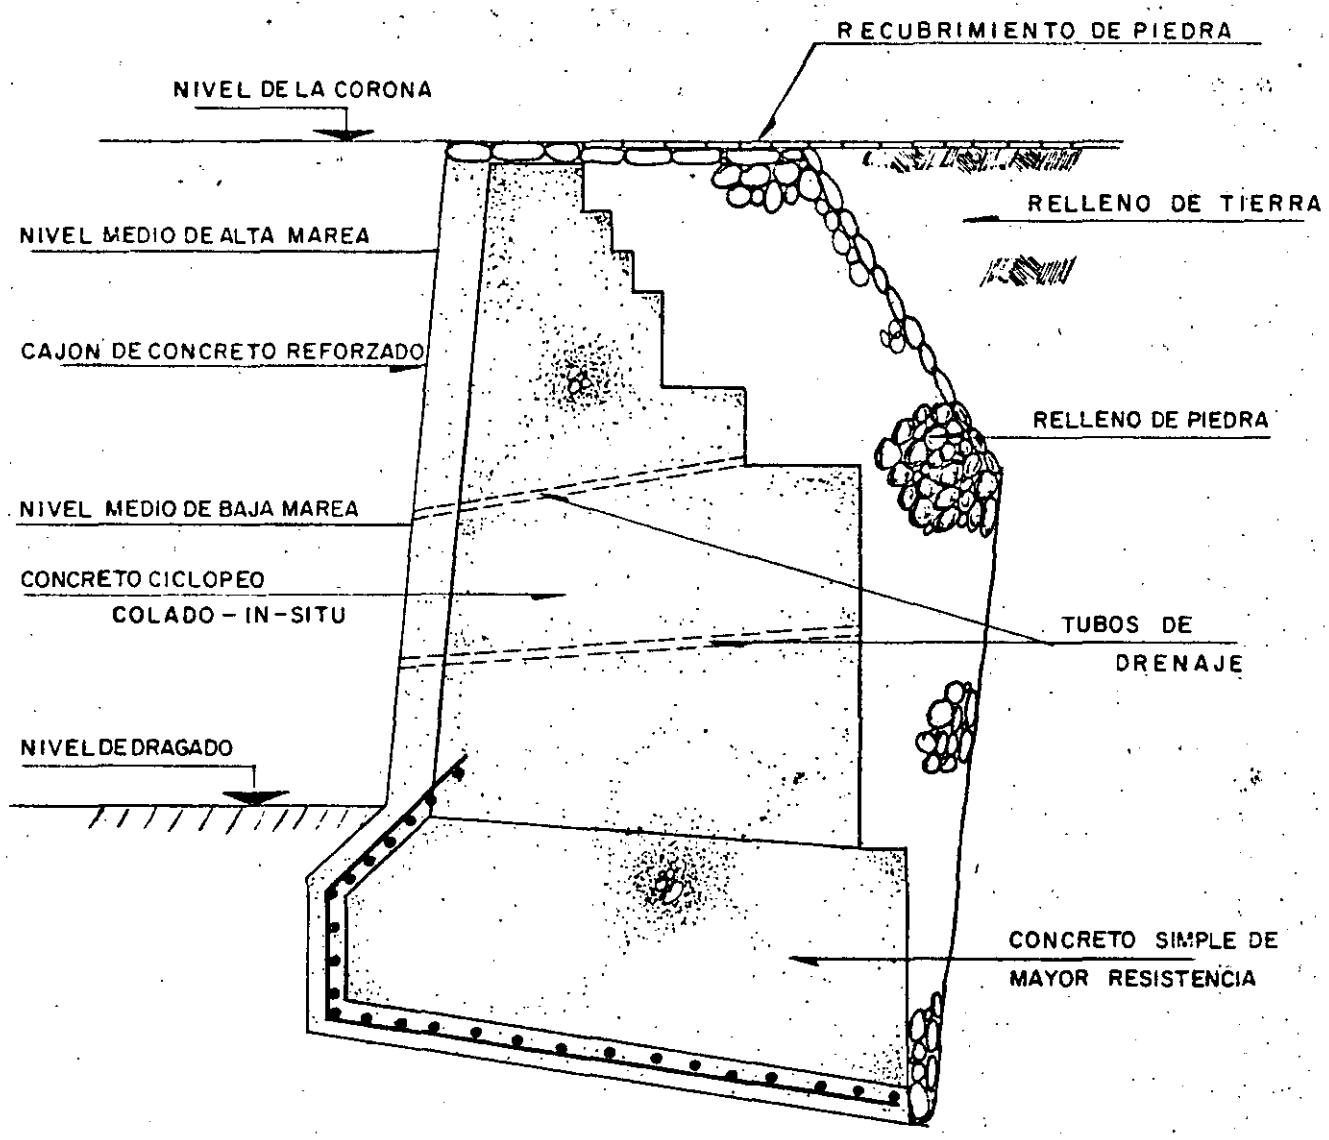 RECUBRIMIENTO DE PIEDRA
NIVEL DE LA CORONA
RELLENO DE TIERRA
NIVEL MEDIO DE ALTA MAREA
CAJON DE CONCRETO REFORZADO
RELLENO DE PIEDRA
NIVEL MEDIO DE BAJA MAREA
CONCRETO CICLOPEO
COLADO-IN-SITU
TUBOS DE
DRENAJE
NIVEL DE DRAGADO
CONCRETO SIMPLE DE
MAYOR RESISTENCIA